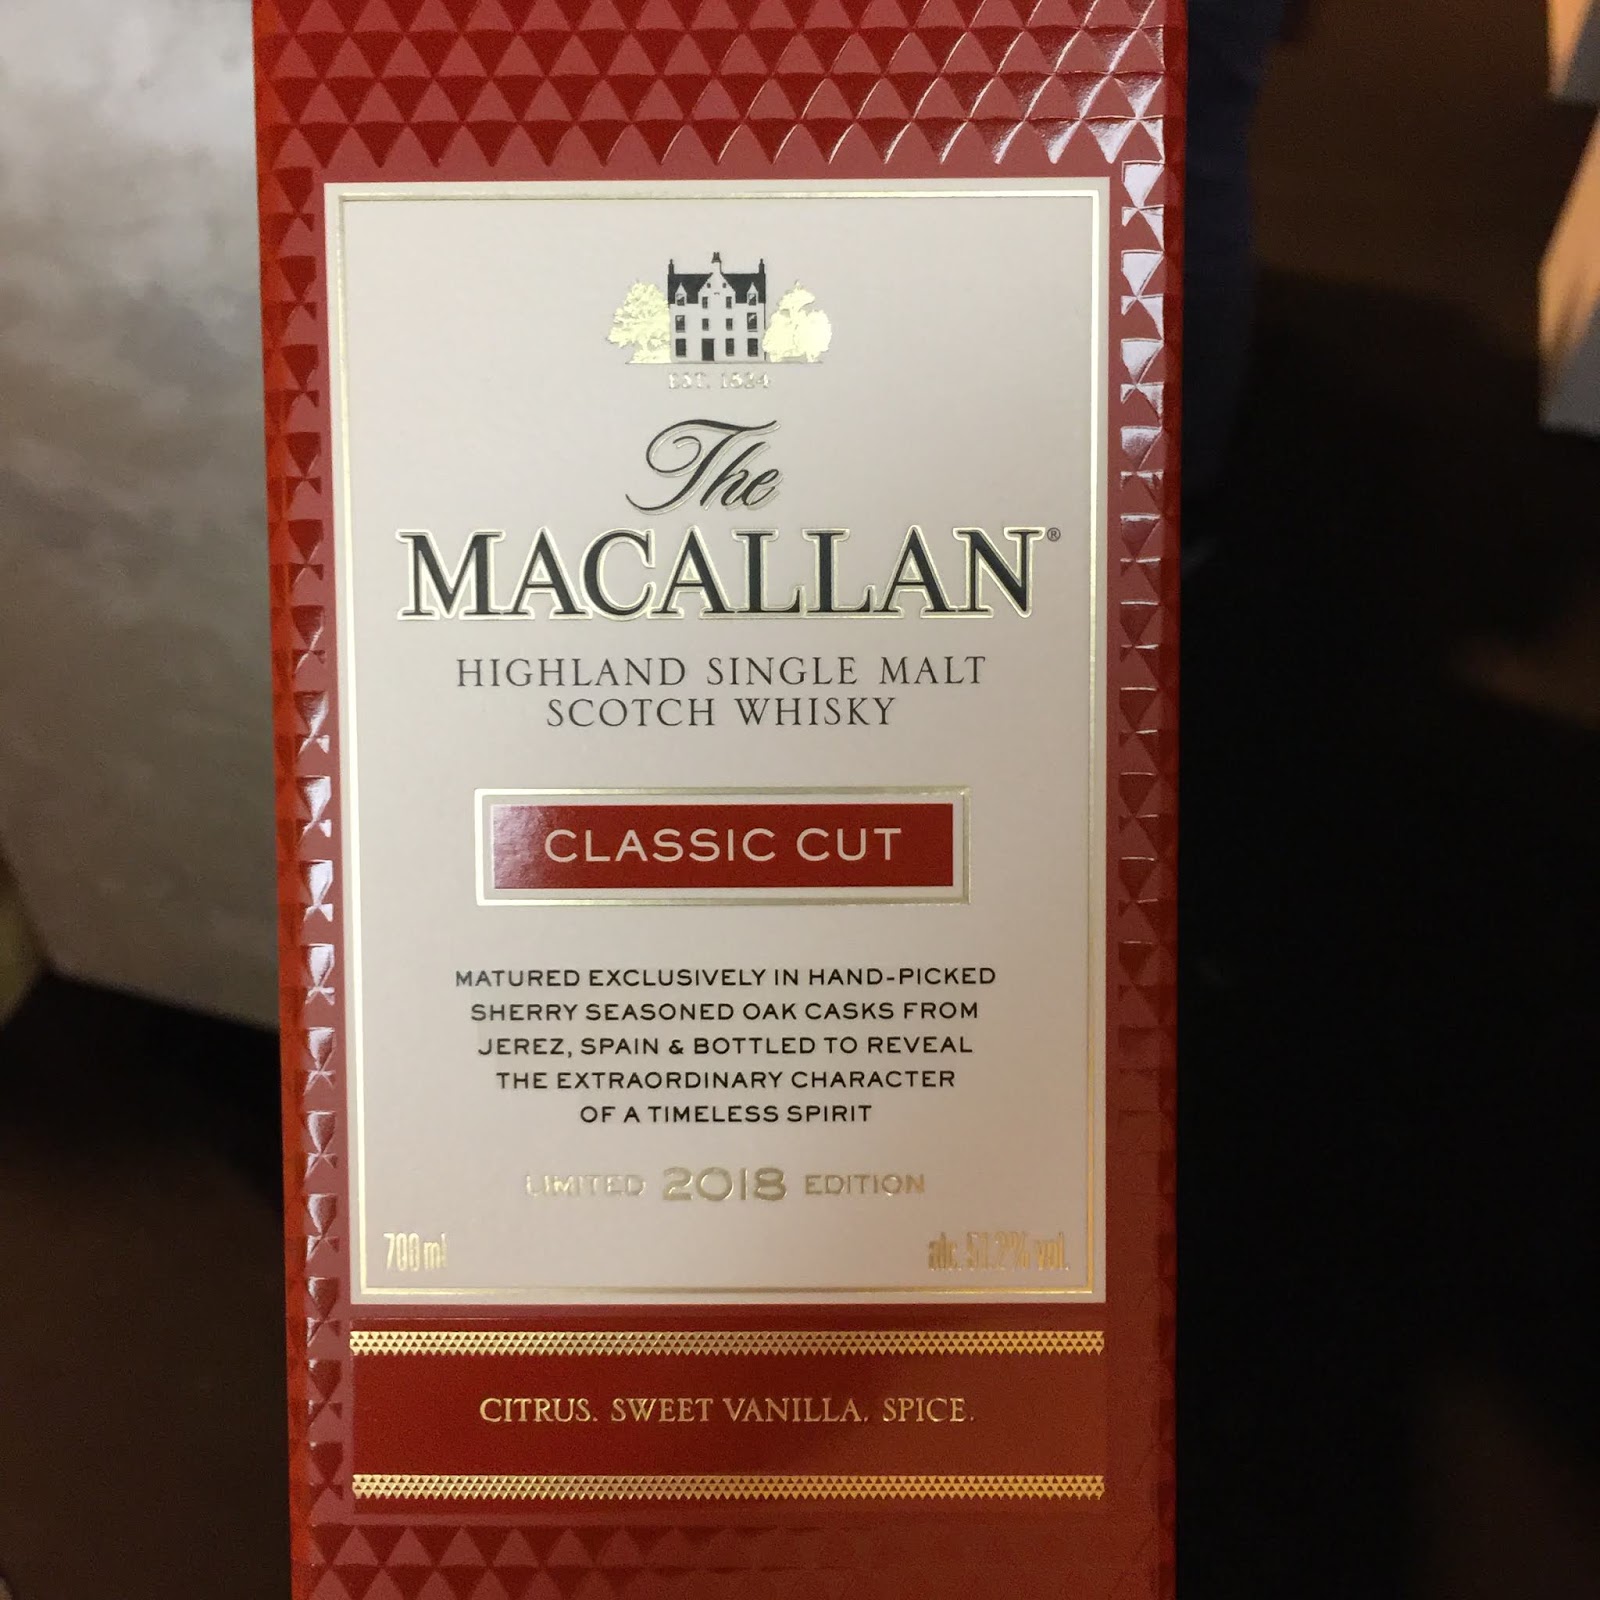 EST. 1824
The
MACALLAN®
HIGHLAND SINGLE MALT
SCOTCH WHISKY
CLASSIC CUT
MATURED EXCLUSIVELY IN HAND-PICKED
SHERRY SEASONED OAK CASKS FROM
JEREZ, SPAIN & BOTTLED TO REVEAL
THE EXTRAORDINARY CHARACTER
OF A TIMELESS SPIRIT
LIMITED 2018 EDITION
700 ml alc. 51.2% vol.
CITRUS. SWEET VANILLA. SPICE.